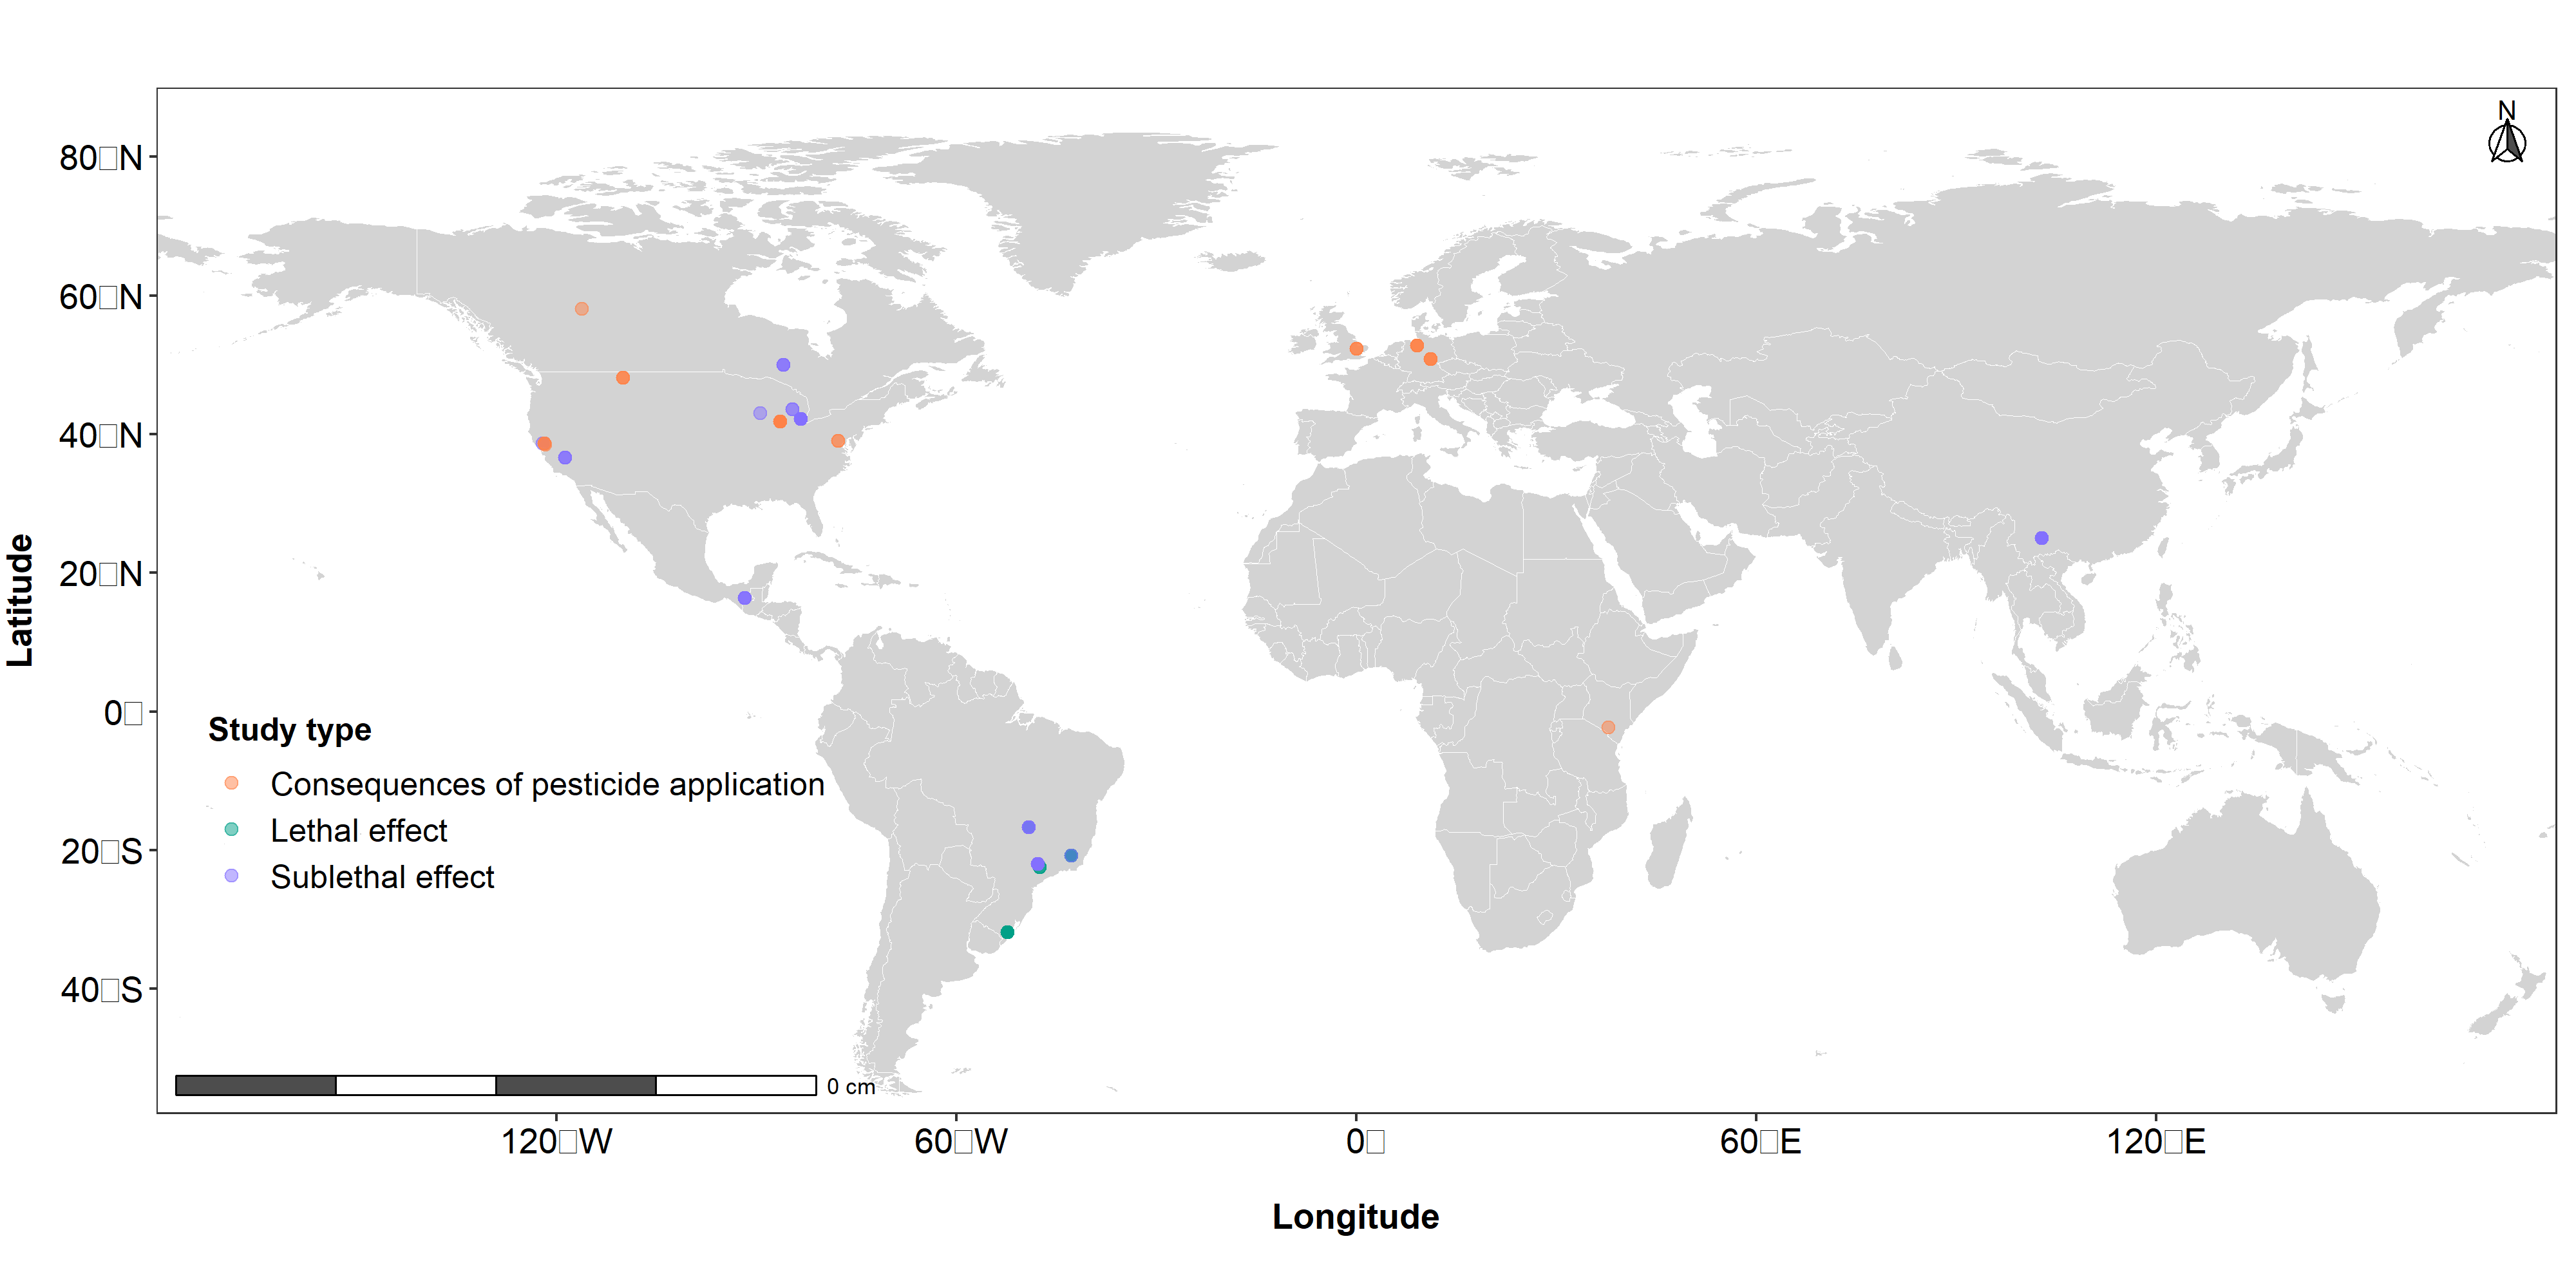 N
80□N
60□N
40□N
20□N
0□
20□S
40□S
Latitude
Study type
Consequences of pesticide application
Lethal effect
Sublethal effect
0 cm
120□W
60□W
0□
60□E
120□E
Longitude